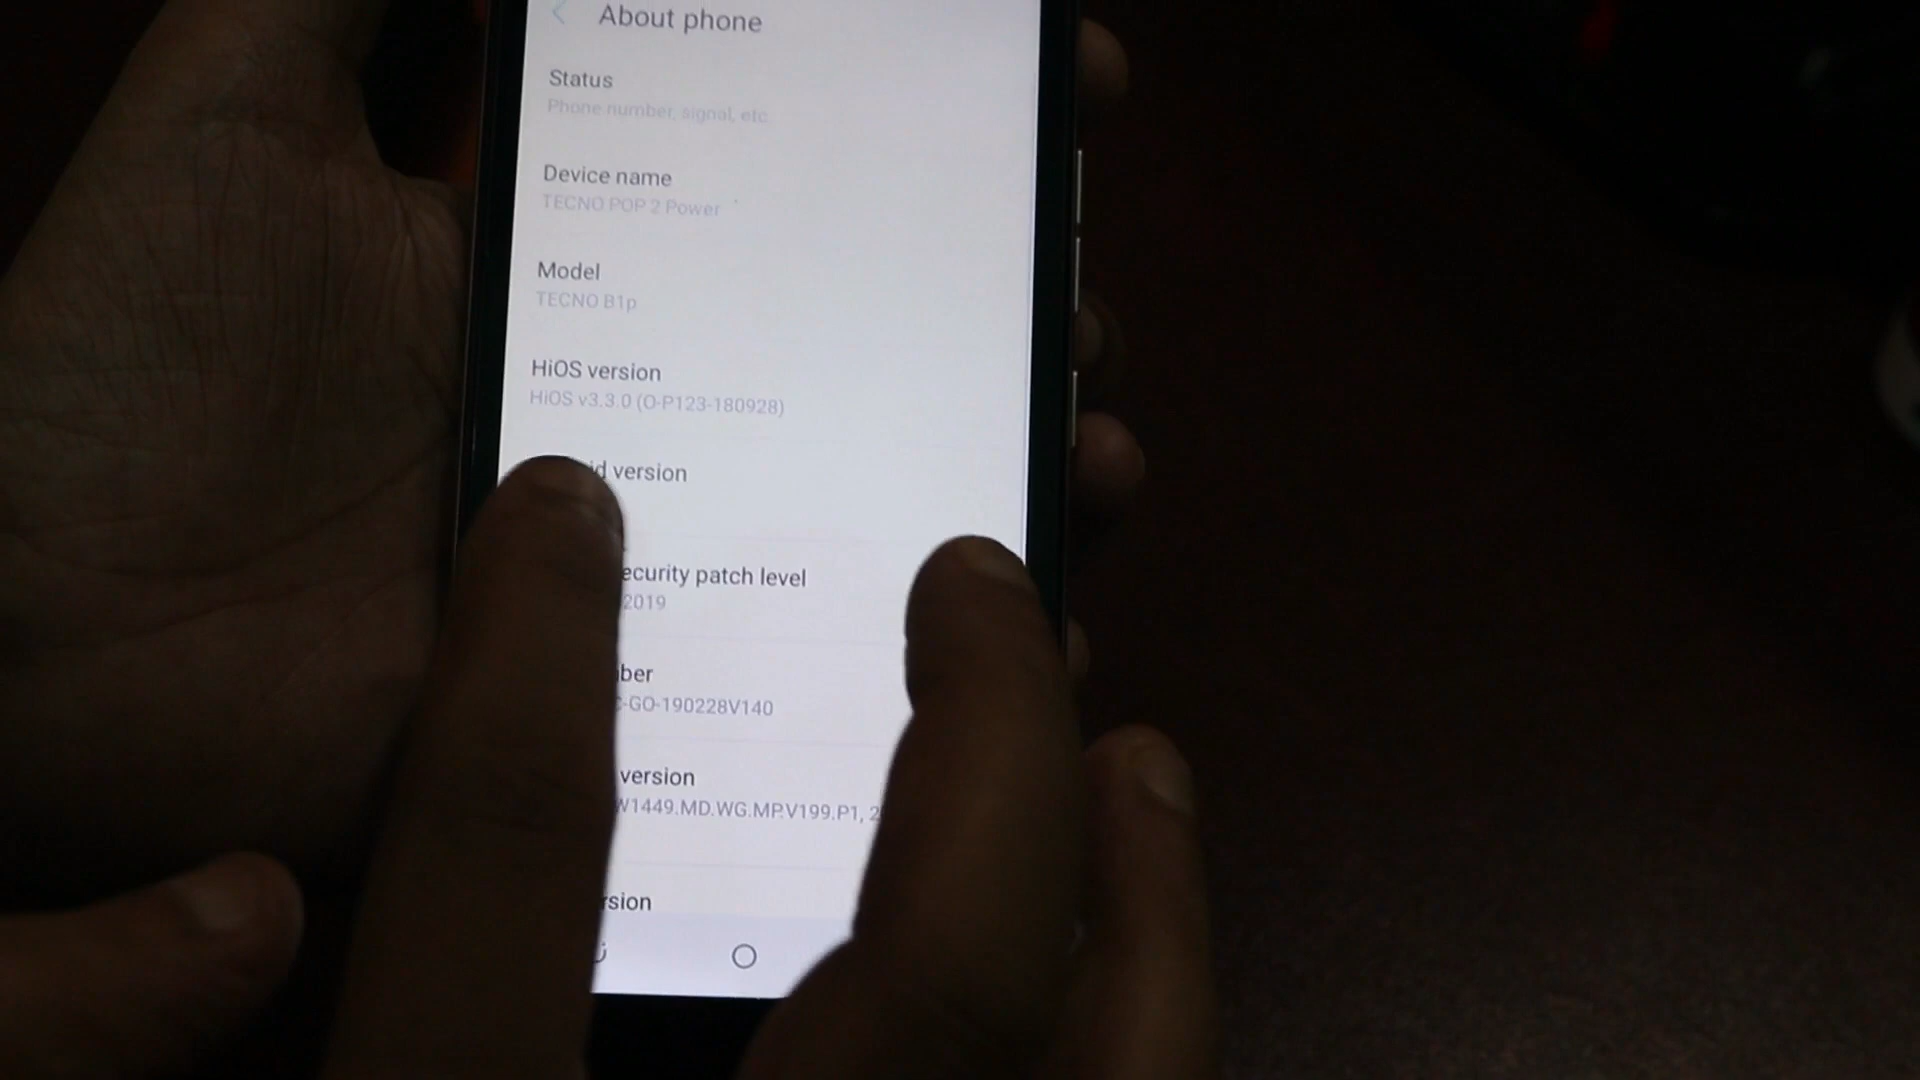 About phone
Status
Phone number, signal, etc.
Device name
TECNO POP 2 Power
Model
TECNO B1p
HiOS version
HiOS v3.3.0 (O-P123-180928)
id version
ecurity patch level
2019
ber
-GO-190228V140
version
W1449.MD.WG.MP.V199.P1, 2
rsion